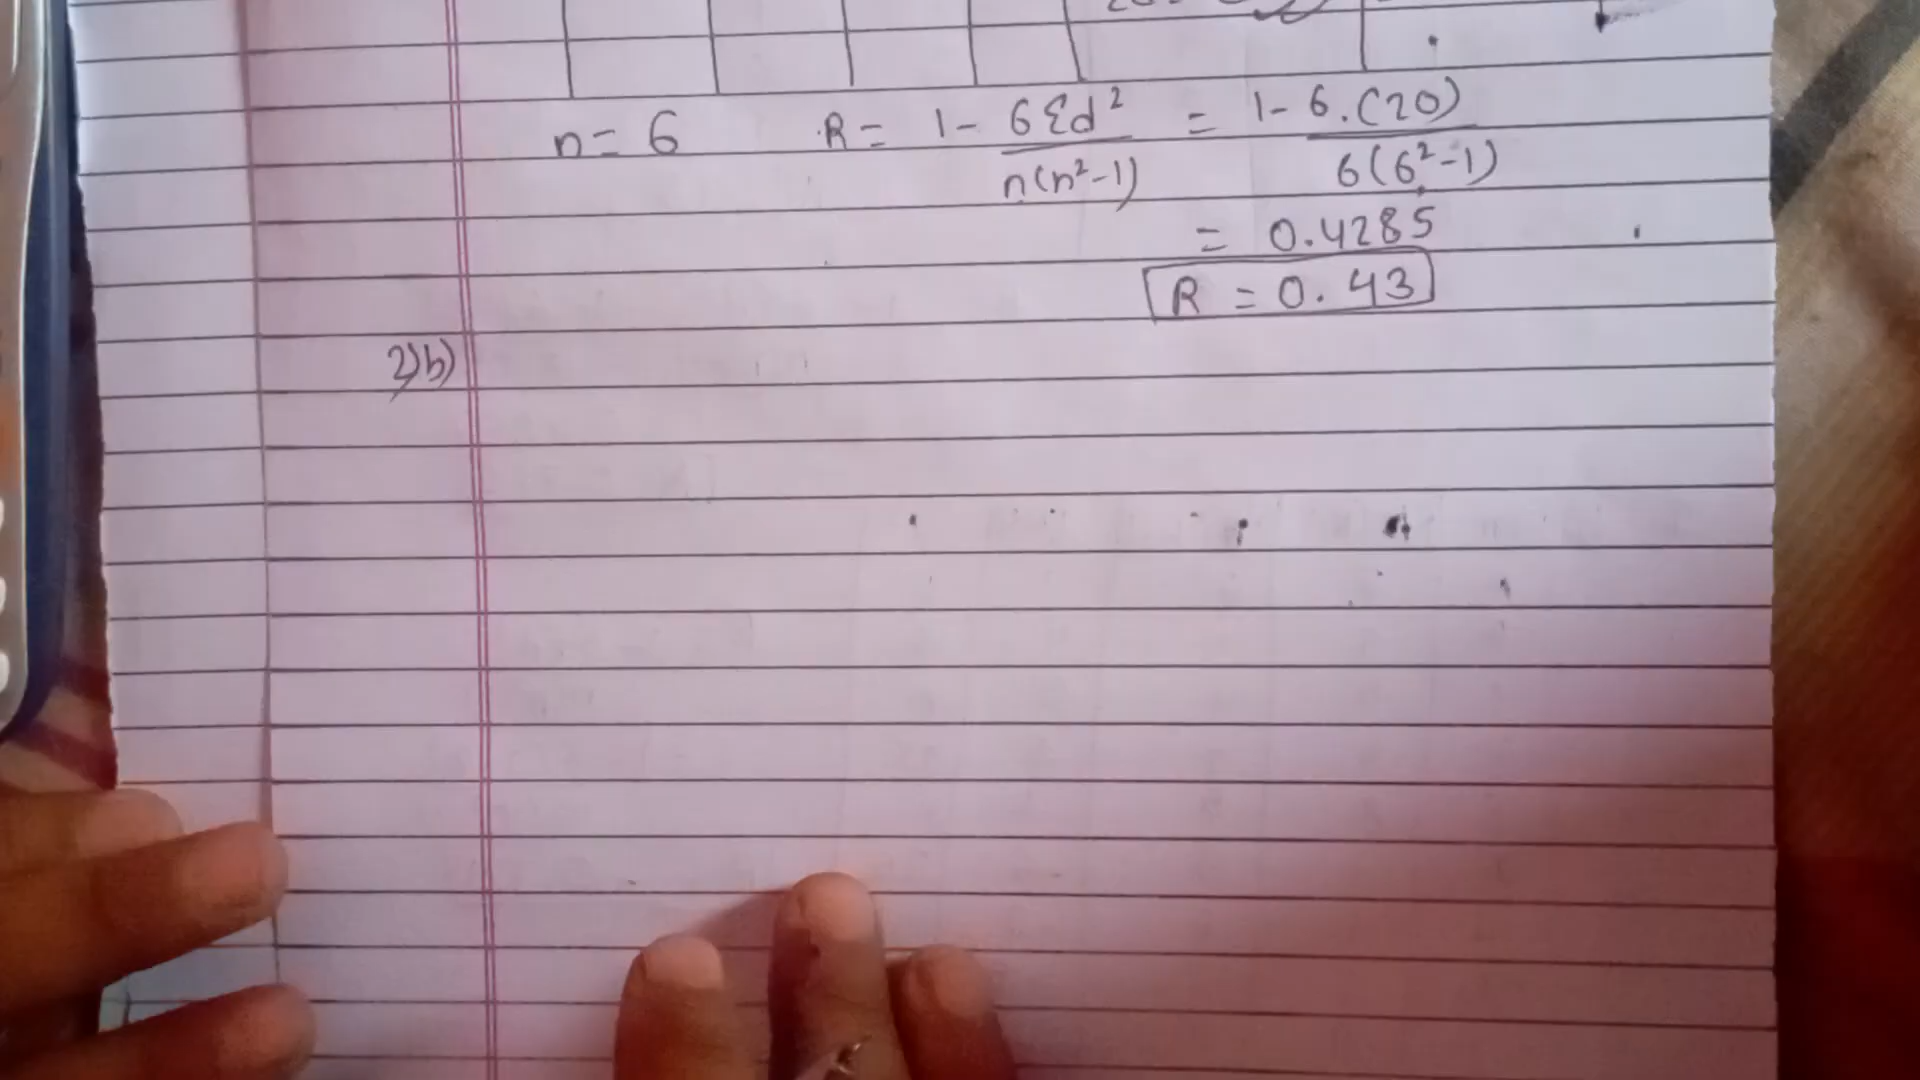 n = 6 R = 1 - 6Σd² / n(n²-1) = 1 - 6.(20) / 6(6²-1)
= 0.4285
R = 0.43
2)b)